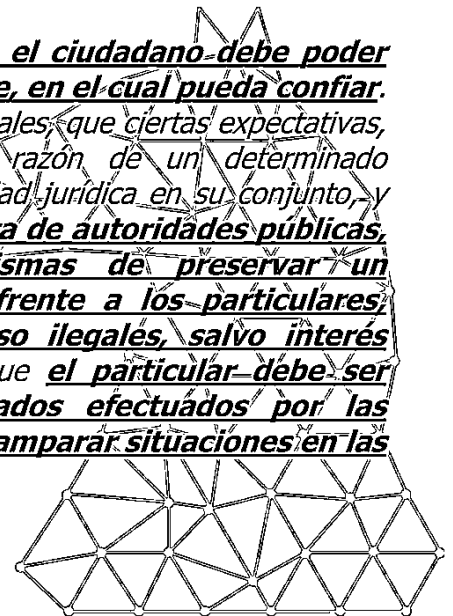 el ciudadano debe poder
e, en el cual pueda confiar.
ales, que ciertas expectativas,
razón de un determinado
ad jurídica en su conjunto, y
ra de autoridades públicas,
ismas de preservar un
frente a los particulares,
so ilegales, salvo interés
ue el particular debe ser
ados efectuados por las
amparar situaciones en las